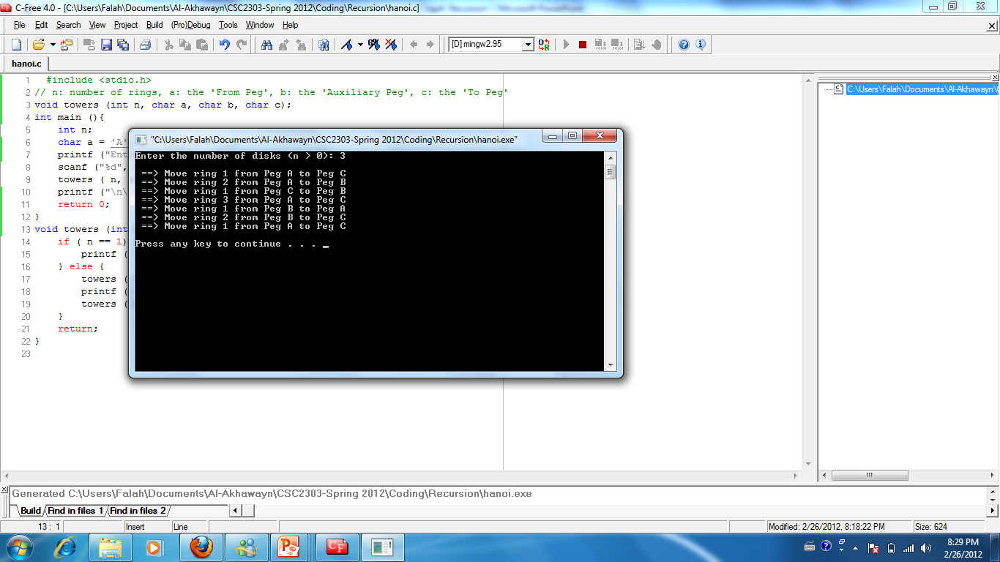 C-Free 4.0 - [C:\Users\Falah\Documents\Al-Akhawayn\CSC2303-Spring 2012\Coding\Recursion\hanoi.c]
File Edit Search View Project Build (Pro)Debug Tools Window Help
[D] mingw2.95
hanoi.c
1 #include <stdio.h>
2 // n: number of rings, a: the 'From Peg', b: the 'Auxiliary Peg', c: the 'To Peg'
3 void towers (int n, char a, char b, char c);
4 int main (){
5 int n;
6 char a = 'A'
7 printf ("Ent
8 scanf ("%d",
9 towers ( n,
10 printf ("\n\
11 return 0;
12 }
13 void towers (int
14 if ( n == 1)
15 printf (
16 } else {
17 towers (
18 printf (
19 towers (
20 }
21 return;
22 }
23
"C:\Users\Falah\Documents\Al-Akhawayn\CSC2303-Spring 2012\Coding\Recursion\hanoi.exe"
Enter the number of disks (n > 0): 3
==> Move ring 1 from Peg A to Peg C
==> Move ring 2 from Peg A to Peg B
==> Move ring 1 from Peg C to Peg B
==> Move ring 3 from Peg A to Peg C
==> Move ring 1 from Peg B to Peg A
==> Move ring 2 from Peg B to Peg C
==> Move ring 1 from Peg A to Peg C
Press any key to continue . . . _
C:\Users\Falah\Documents\Al-Akhawayn\
Generated C:\Users\Falah\Documents\Al-Akhawayn\CSC2303-Spring 2012\Coding\Recursion\hanoi.exe
Build Find in files 1 Find in files 2
13 : 1 Insert Line Modified: 2/26/2012, 8:18:22 PM Size: 624
8:29 PM
2/26/2012